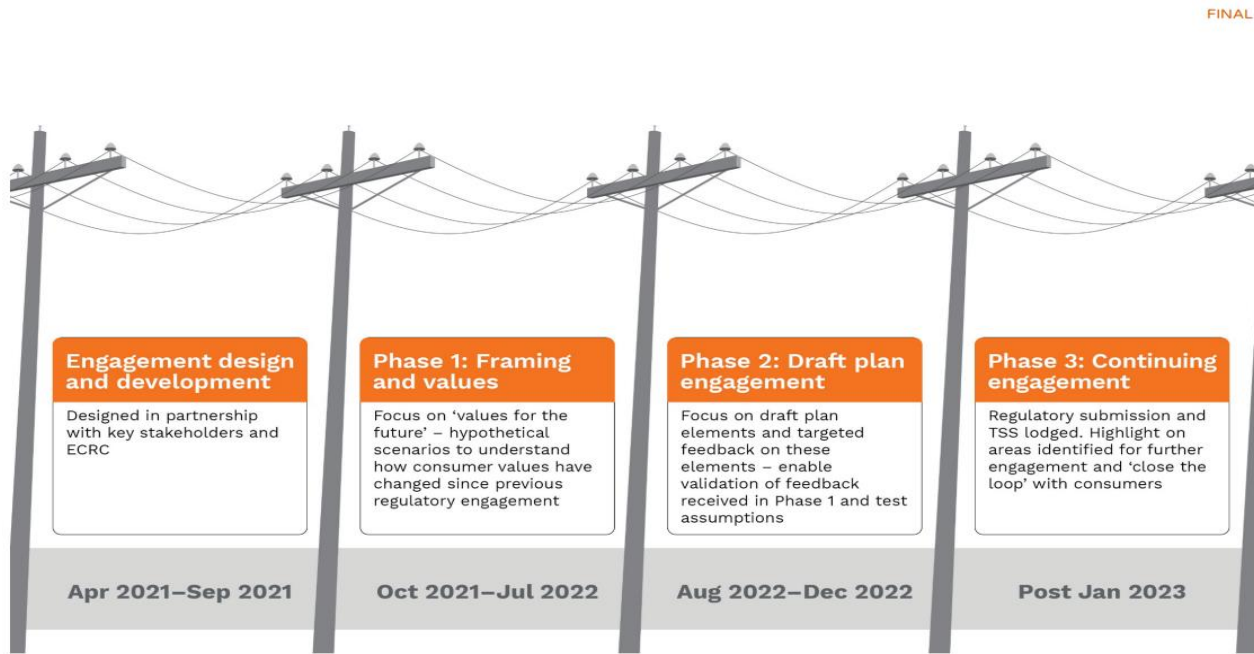 FINAL
Engagement design
and development
Designed in partnership
with key stakeholders and
ECRC
Apr 2021–Sep 2021
Phase 1: Framing
and values
Focus on ‘values for the
future’ – hypothetical
scenarios to understand
how consumer values have
changed since previous
regulatory engagement
Oct 2021–Jul 2022
Phase 2: Draft plan
engagement
Focus on draft plan
elements and targeted
feedback on these
elements – enable
validation of feedback
received in Phase 1 and test
assumptions
Aug 2022–Dec 2022
Phase 3: Continuing
engagement
Regulatory submission and
TSS lodged. Highlight on
areas identified for further
engagement and ‘close the
loop’ with consumers
Post Jan 2023